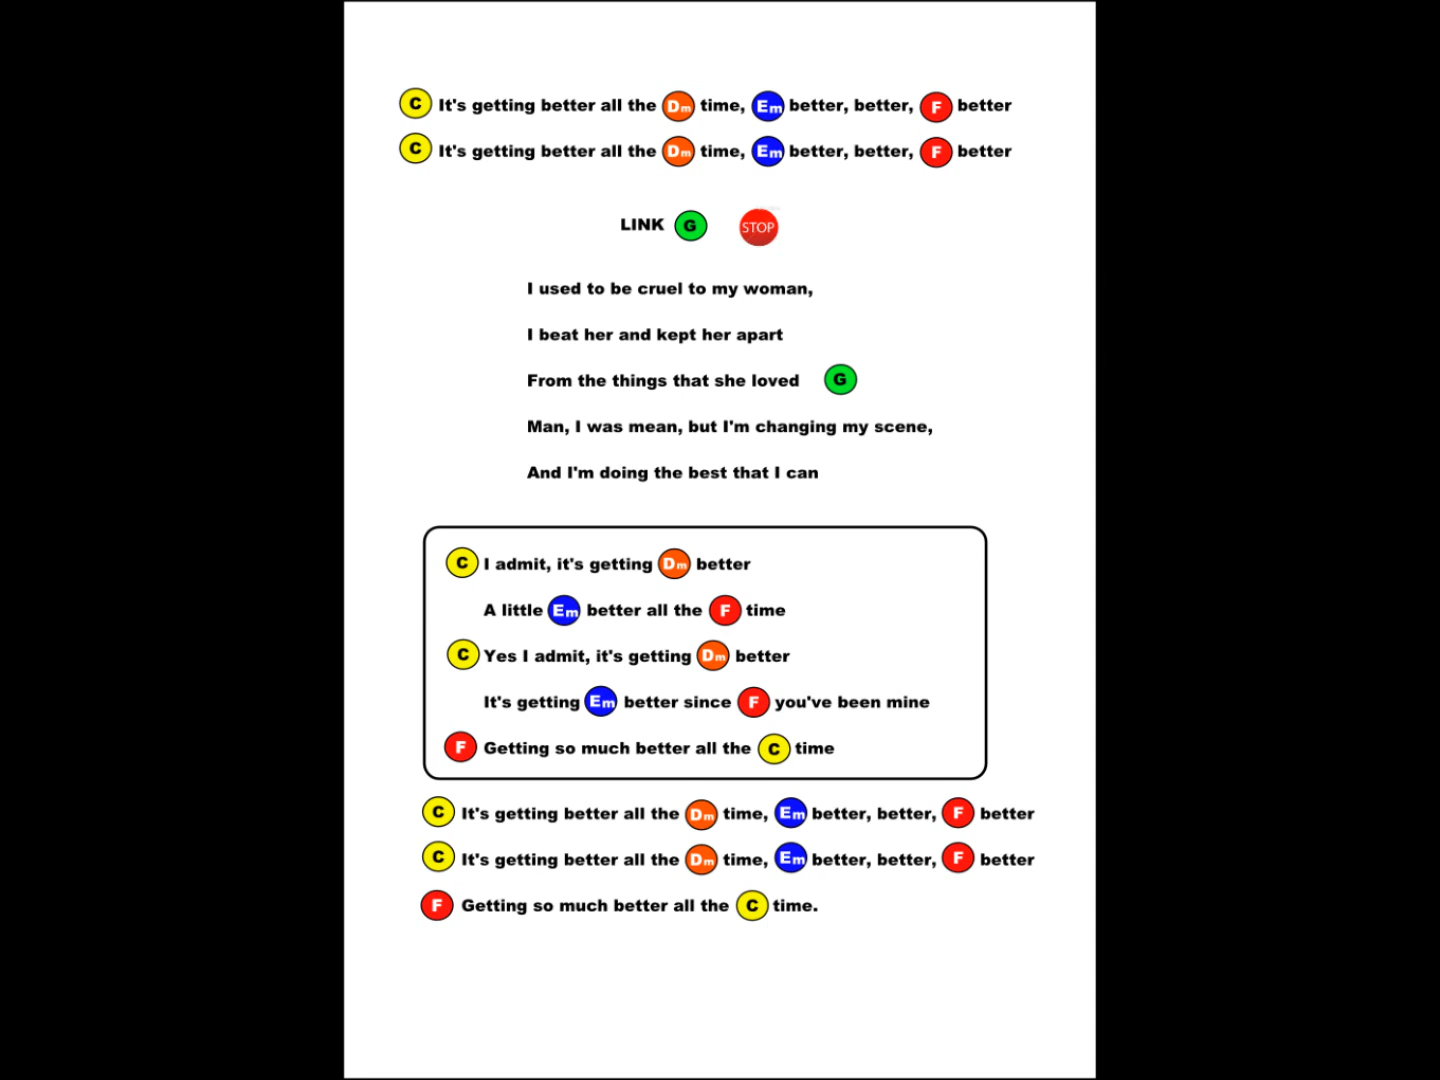 C It's getting better all the Dm time, Em better, better, F better
C It's getting better all the Dm time, Em better, better, F better
LINK G STOP
I used to be cruel to my woman,
I beat her and kept her apart
From the things that she loved G
Man, I was mean, but I'm changing my scene,
And I'm doing the best that I can
C I admit, it's getting Dm better
A little Em better all the F time
C Yes I admit, it's getting Dm better
It's getting Em better since F you've been mine
F Getting so much better all the C time
C It's getting better all the Dm time, Em better, better, F better
C It's getting better all the Dm time, Em better, better, F better
F Getting so much better all the C time.